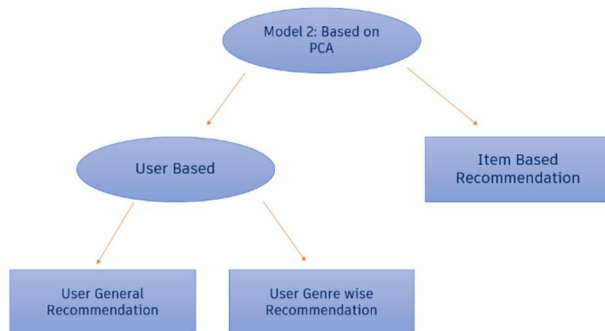 Model 2: Based on
PCA
User Based
Item Based
Recommendation
User General
Recommendation
User Genre wise
Recommendation